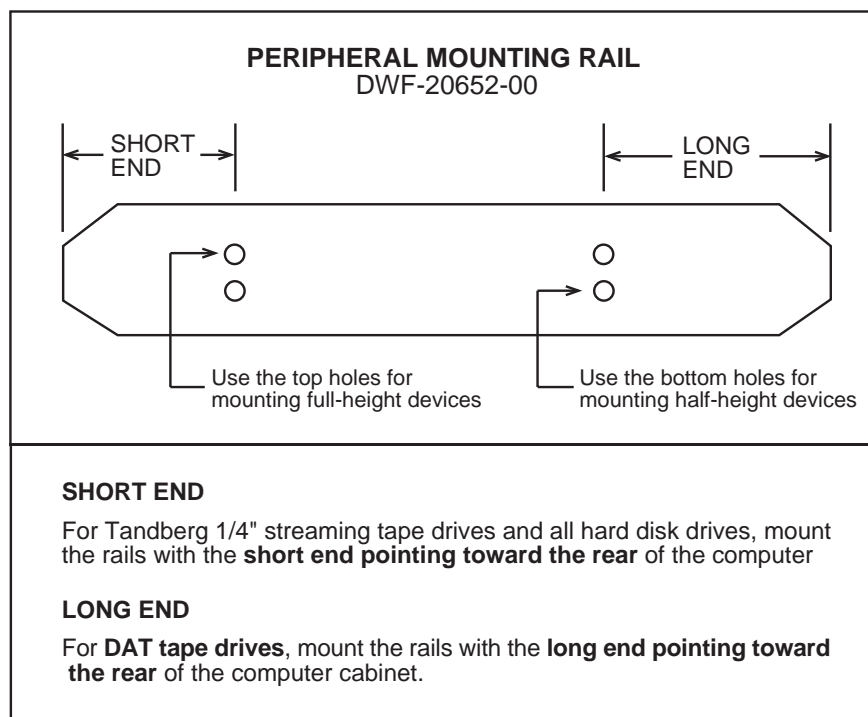 PERIPHERAL MOUNTING RAIL
DWF-20652-00
SHORT
END
LONG
END
Use the top holes for
mounting full-height devices
Use the bottom holes for
mounting half-height devices
SHORT END
For Tandberg 1/4" streaming tape drives and all hard disk drives, mount
the rails with the short end pointing toward the rear of the computer
LONG END
For DAT tape drives, mount the rails with the long end pointing toward
the rear of the computer cabinet.